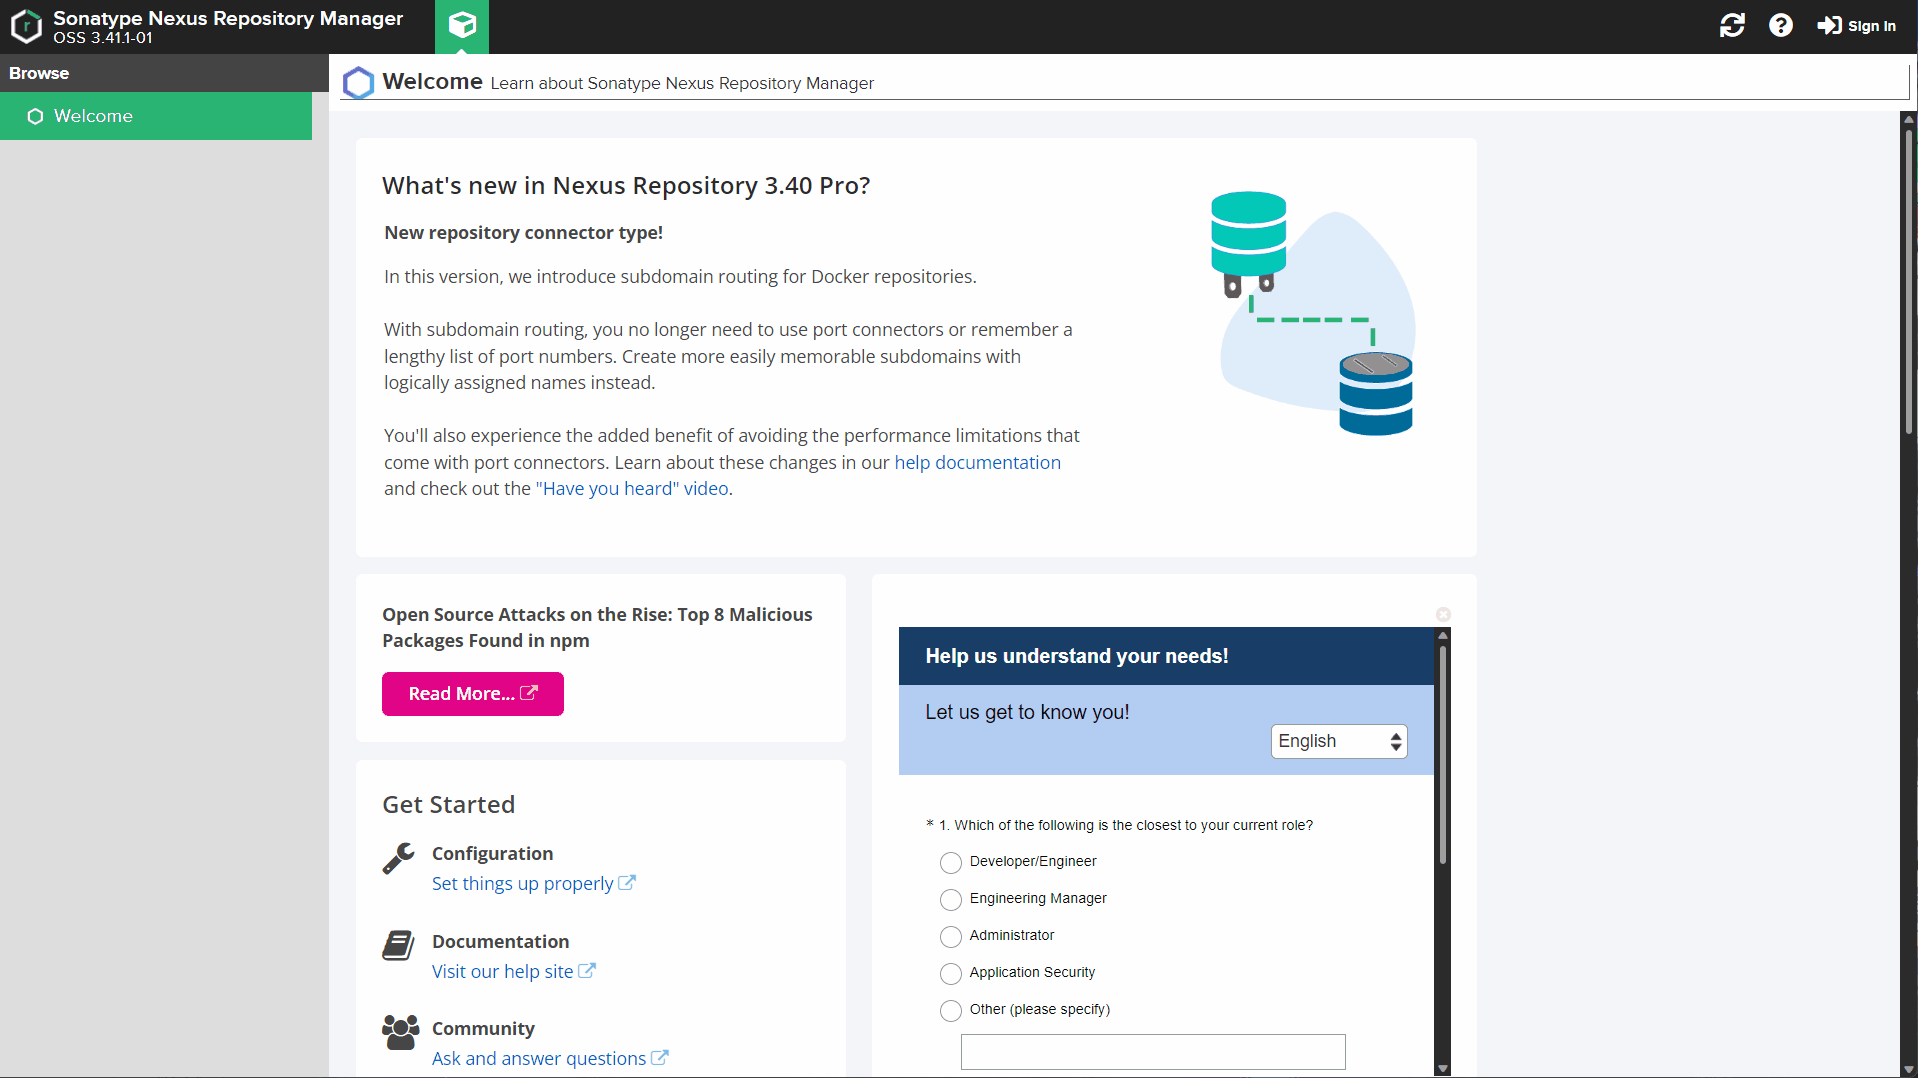 Sonatype Nexus Repository Manager
OSS 3.41.1-01
Sign In
Browse
Welcome
Welcome Learn about Sonatype Nexus Repository Manager
What's new in Nexus Repository 3.40 Pro?
New repository connector type!
In this version, we introduce subdomain routing for Docker repositories.
With subdomain routing, you no longer need to use port connectors or remember a
lengthy list of port numbers. Create more easily memorable subdomains with
logically assigned names instead.
You'll also experience the added benefit of avoiding the performance limitations that
come with port connectors. Learn about these changes in our help documentation
and check out the "Have you heard" video.
Open Source Attacks on the Rise: Top 8 Malicious
Packages Found in npm
Read More...
Get Started
Configuration
Set things up properly
Documentation
Visit our help site
Community
Ask and answer questions
Help us understand your needs!
Let us get to know you!
English
* 1. Which of the following is the closest to your current role?
Developer/Engineer
Engineering Manager
Administrator
Application Security
Other (please specify)